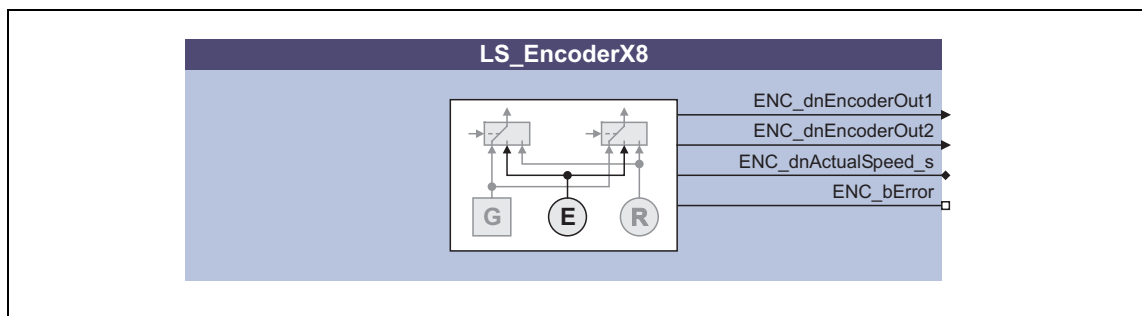 LS_EncoderX8
ENC_dnEncoderOut1
ENC_dnEncoderOut2
ENC_dnActualSpeed_s
ENC_bError
G
E
R